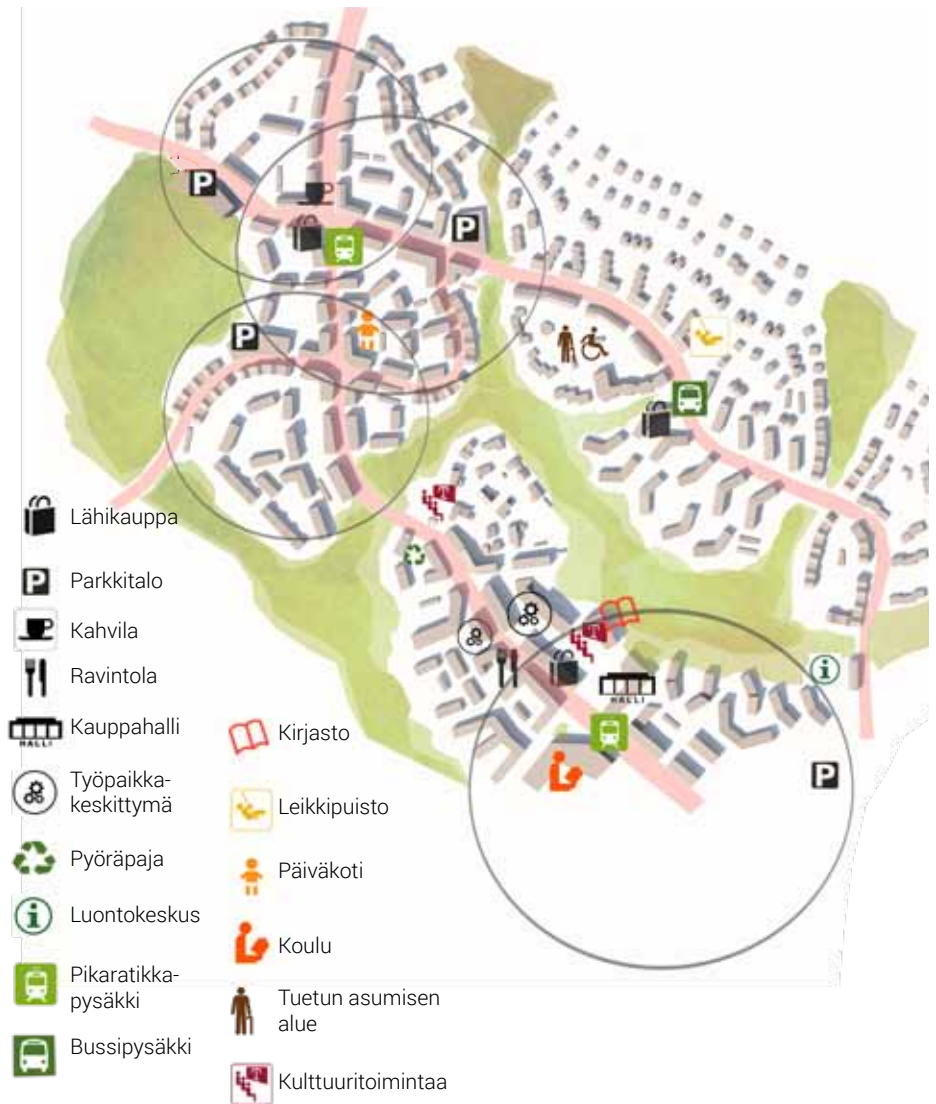 P
P
P
T
T
HALLI
i
P
Lähikauppa
P
Parkkitalo
Kahvila
Ravintola
HALLI
Kauppahalli
Työpaikka-
keskittymä
Pyöräpaja
i
Luontokeskus
Pikaratikka-
pysäkki
Bussipysäkki
Kirjasto
Leikkipuisto
Päiväkoti
Koulu
Tuetun asumisen
alue
T
Kulttuuritoimintaa